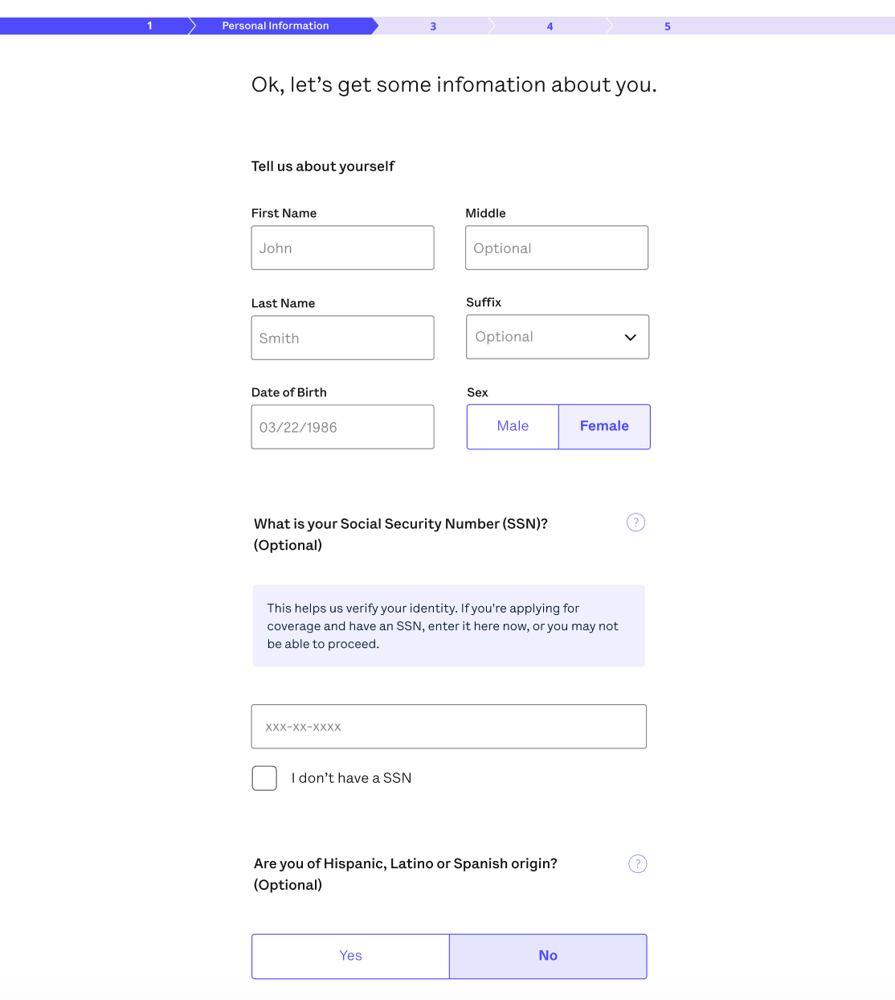 1 Personal Information 3 4 5
Ok, let’s get some infomation about you.
Tell us about yourself
First Name
Middle
John
Optional
Last Name
Suffix
Smith
Optional
Date of Birth
Sex
03/22/1986
Male
Female
What is your Social Security Number (SSN)?
?
(Optional)
This helps us verify your identity. If you're applying for
coverage and have an SSN, enter it here now, or you may not
be able to proceed.
xxx-xx-xxxx
I don’t have a SSN
Are you of Hispanic, Latino or Spanish origin?
?
(Optional)
Yes
No